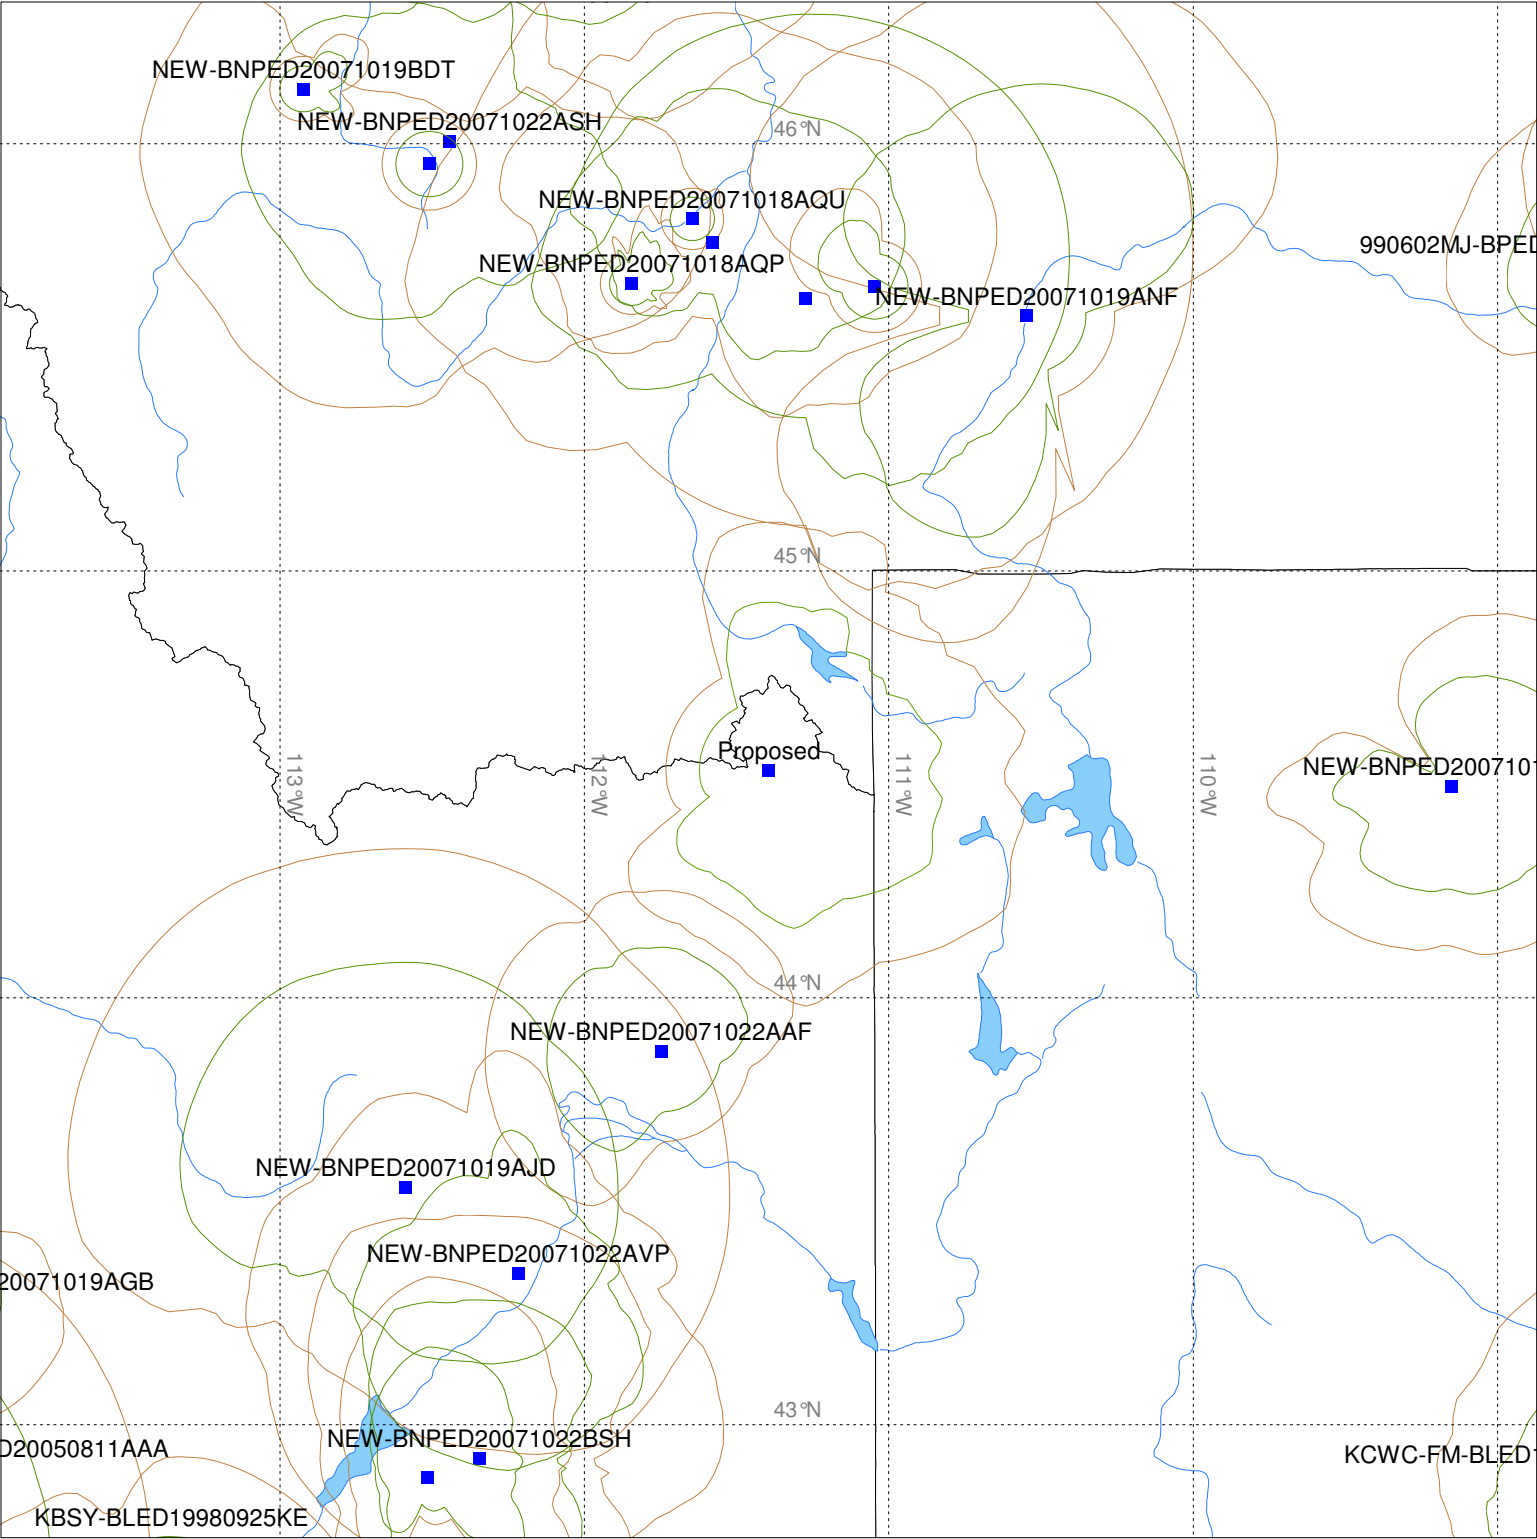 NEW-BNPED20071019BDT
NEW-BNPED20071022ASH
46°N
NEW-BNPED20071018AQU
990602MJ-BPED
NEW-BNPED20071018AQP
NEW-BNPED20071019ANF
45°N
Proposed
113°W
112°W
111°W
110°W
NEW-BNPED2007101
44°N
NEW-BNPED20071022AAF
NEW-BNPED20071019AJD
NEW-BNPED20071022AVP
20071019AGB
43°N
NEW-BNPED20071022BSH
D20050811AAA
KCWC-FM-BLED
KBSY-BLED19980925KE